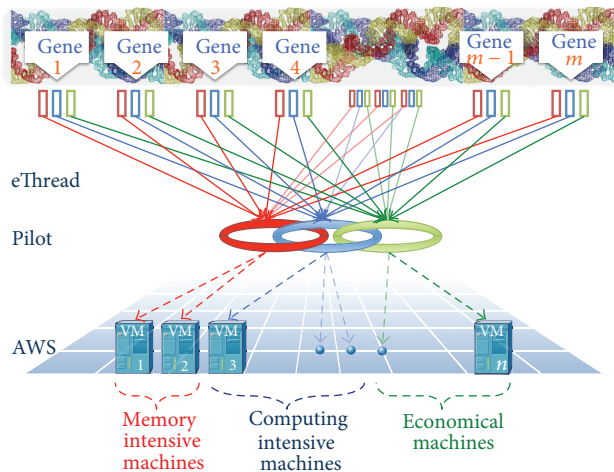 Gene
1
Gene
2
Gene
3
Gene
4
Gene
m − 1
Gene
m
eThread
Pilot
AWS
VM
1
VM
2
VM
3
VM
n
Memory
intensive
machines
Computing
intensive
machines
Economical
machines